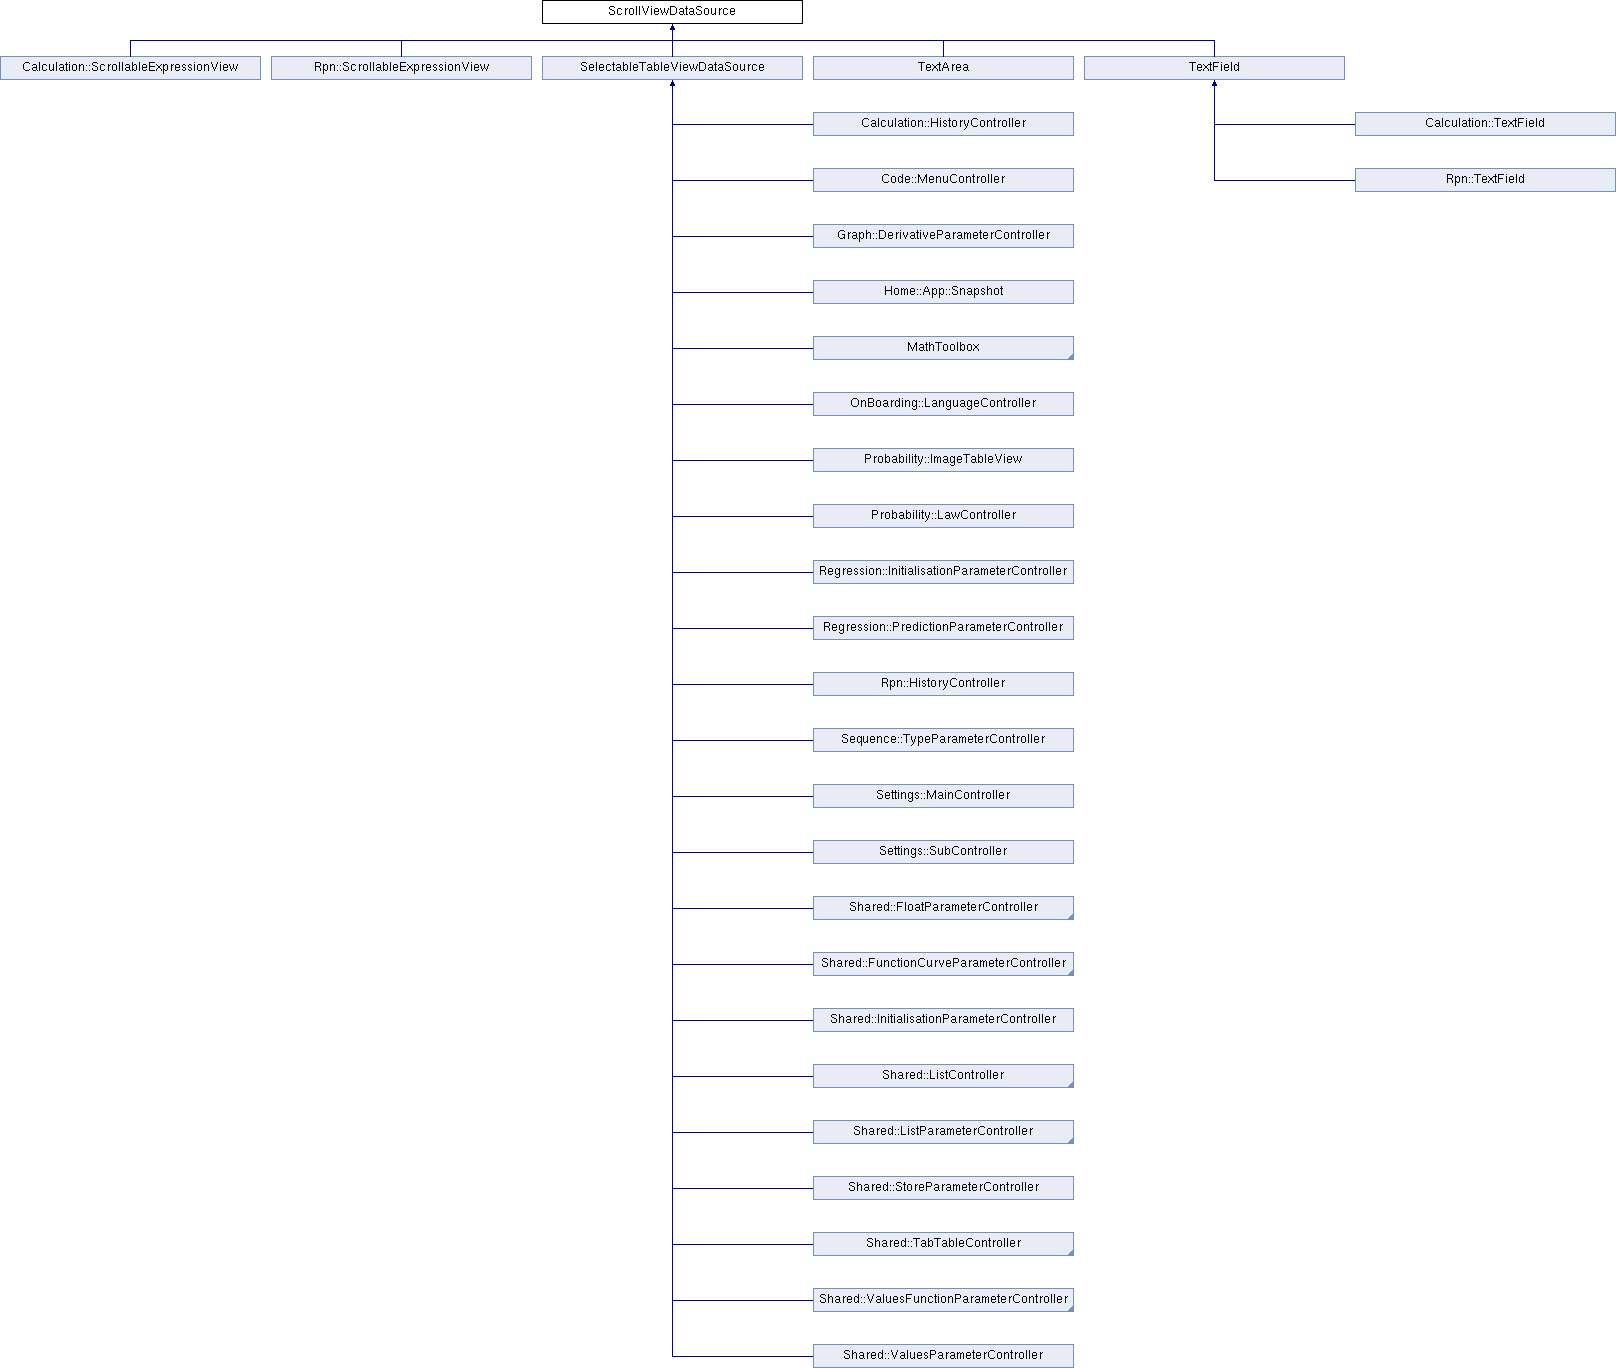 ScrollViewDataSource
Calculation::ScrollableExpressionView
Rpn::ScrollableExpressionView
SelectableTableViewDataSource
TextArea
TextField
Calculation::HistoryController
Calculation::TextField
Code::MenuController
Rpn::TextField
Graph::DerivativeParameterController
Home::App::Snapshot
MathToolbox
OnBoarding::LanguageController
Probability::ImageTableView
Probability::LawController
Regression::InitialisationParameterController
Regression::PredictionParameterController
Rpn::HistoryController
Sequence::TypeParameterController
Settings::MainController
Settings::SubController
Shared::FloatParameterController
Shared::FunctionCurveParameterController
Shared::InitialisationParameterController
Shared::ListController
Shared::ListParameterController
Shared::StoreParameterController
Shared::TabTableController
Shared::ValuesFunctionParameterController
Shared::ValuesParameterController